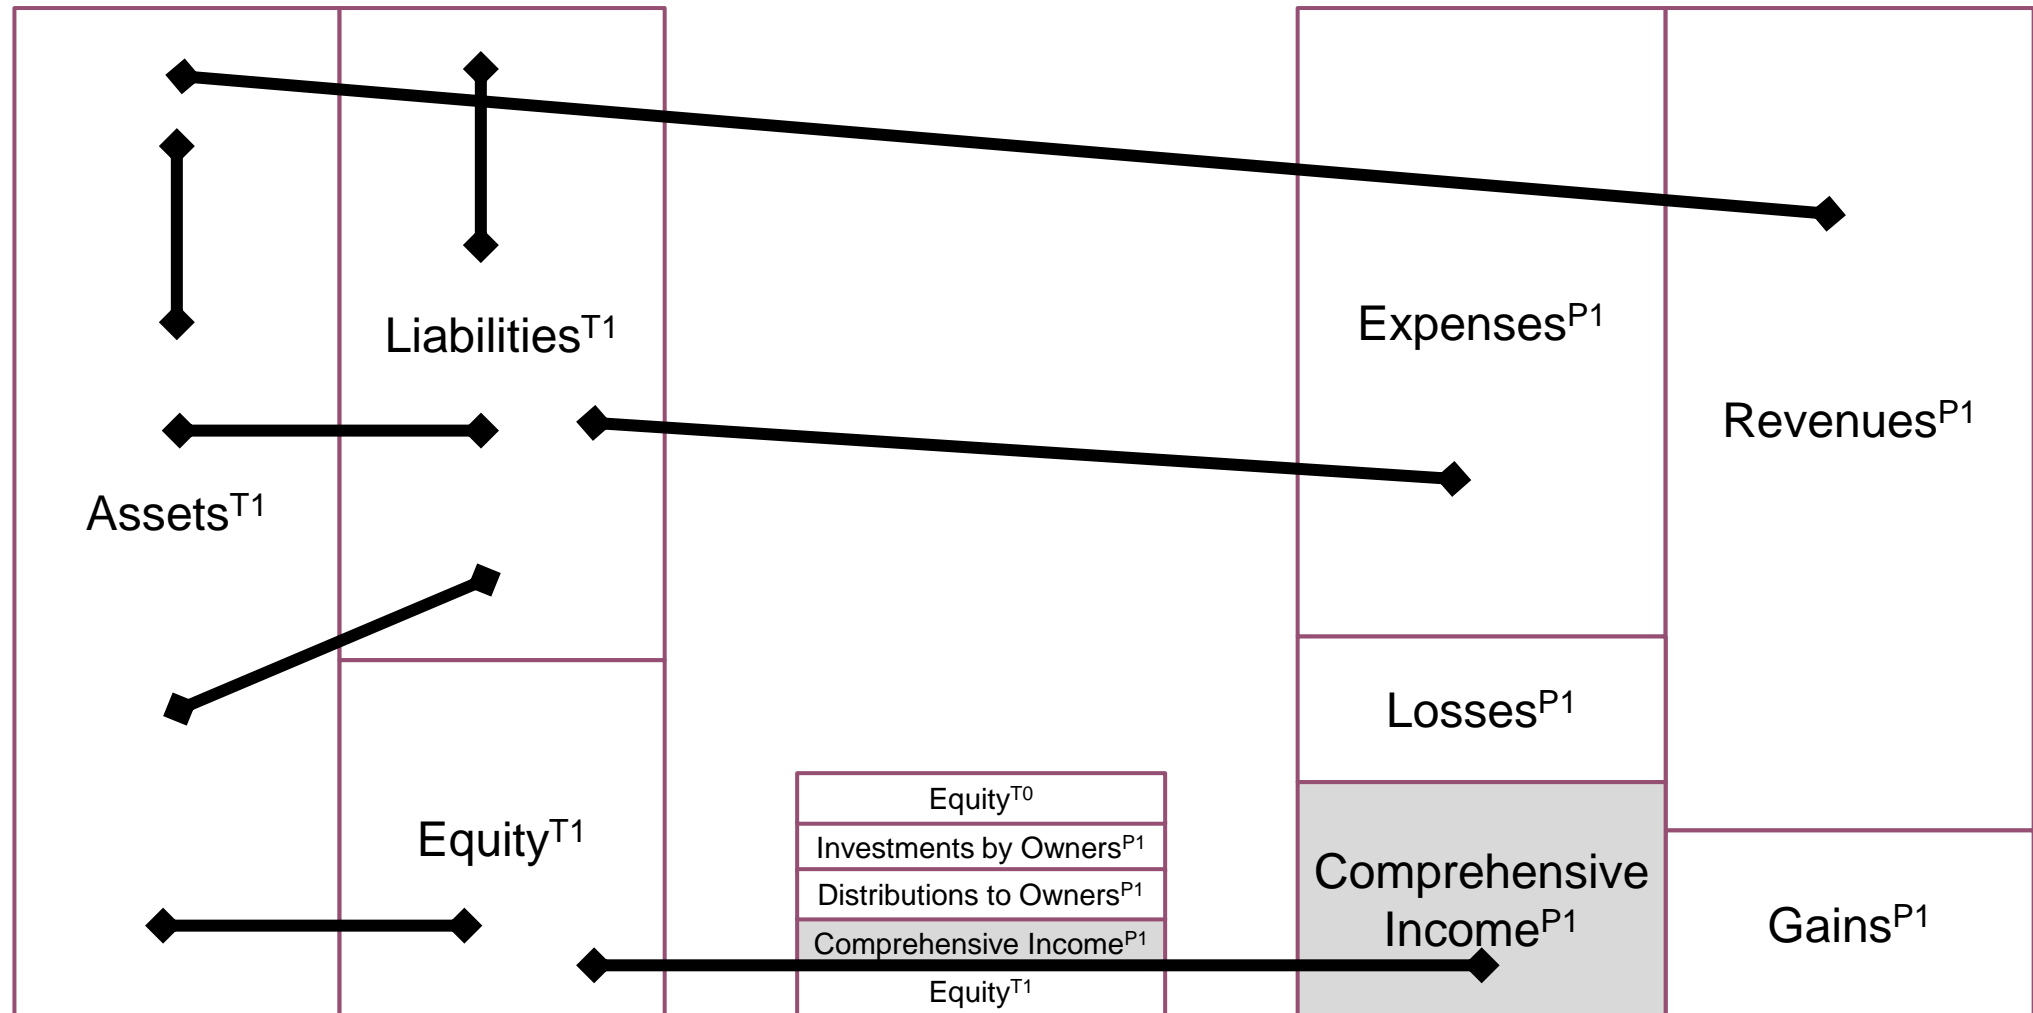 Assets^T1
Liabilities^T1
Equity^T1
Equity^T0
Investments by Owners^P1
Distributions to Owners^P1
Comprehensive Income^P1
Equity^T1
Expenses^P1
Losses^P1
Comprehensive
Income^P1
Revenues^P1
Gains^P1